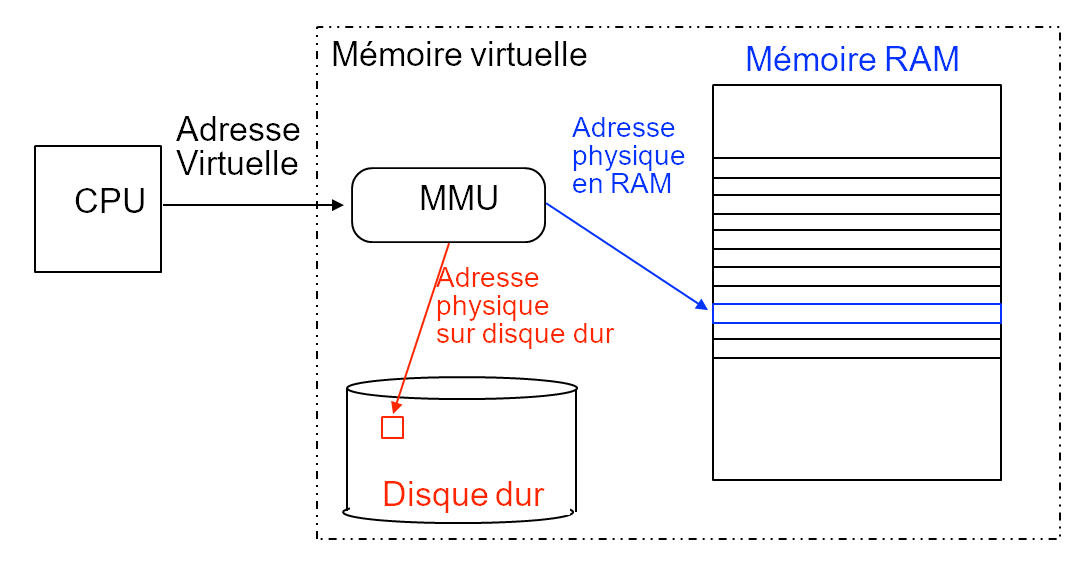 Mémoire virtuelle
Mémoire RAM
Adresse
Virtuelle
Adresse
physique
en RAM
CPU
MMU
Adresse
physique
sur disque dur
Disque dur